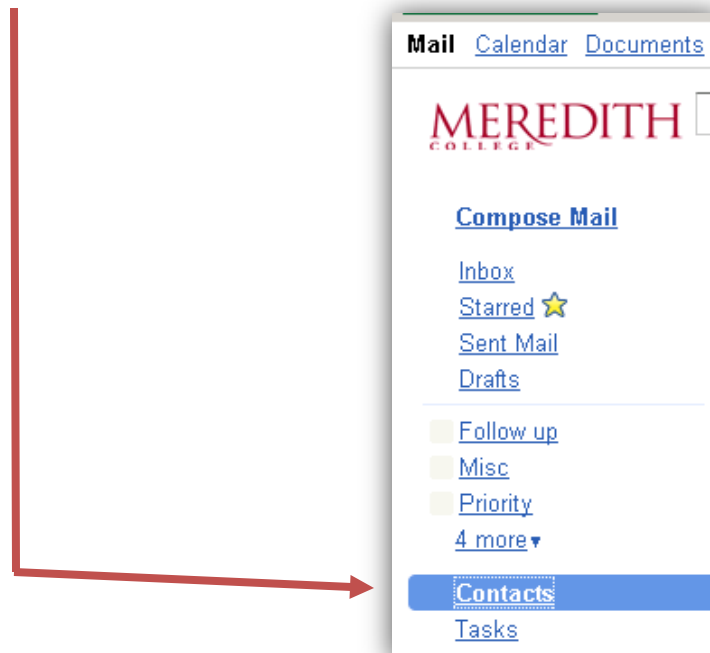 Mail Calendar Documents
MEREDITH
COLLEGE
Compose Mail
Inbox
Starred
Sent Mail
Drafts
Follow up
Misc
Priority
4 more
Contacts
Tasks